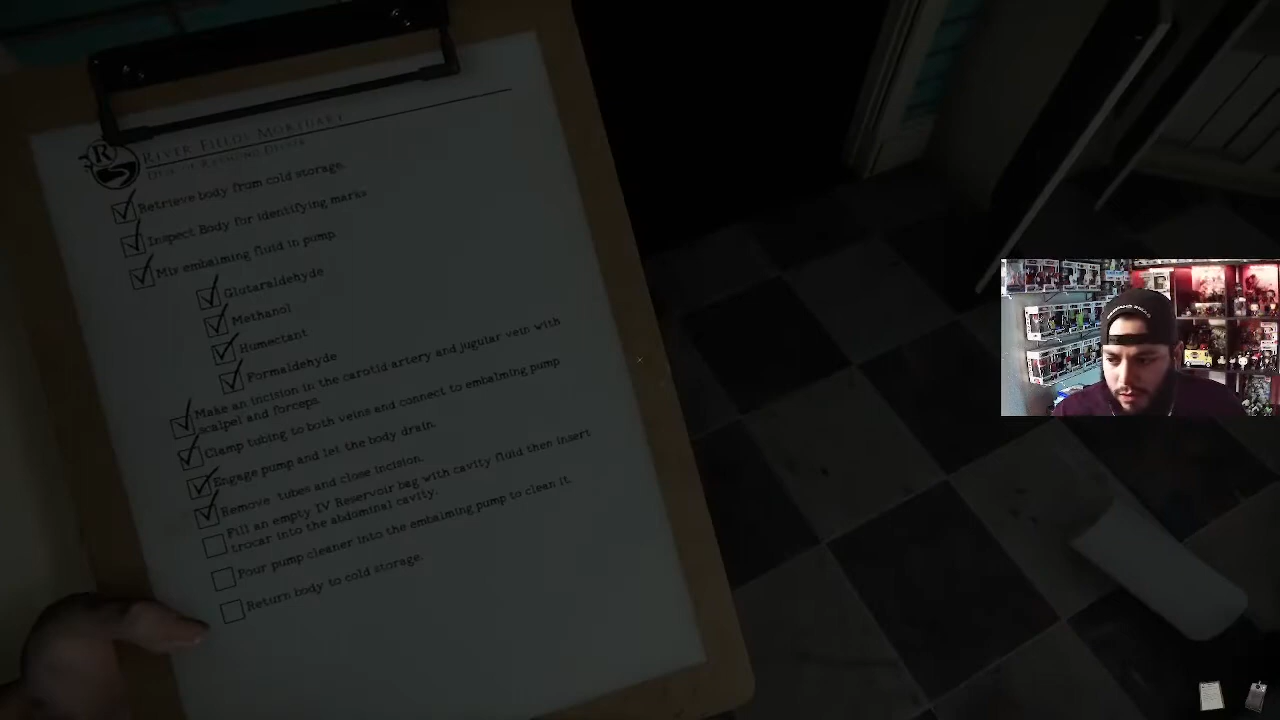 RIVER FIELDS MORTUARY
Retrieve body from cold storage.
Inspect Body for identifying marks
Mix embalming fluid in pump.
Glutaraldehyde
Methanol
Humectant
Formaldehyde
Make an incision in the carotid artery and jugular vein with
scalpel and forceps.
Clamp tubing to both veins and connect to embalming pump
Engage pump and let the body drain.
Remove tubes and close incision.
Fill an empty IV Reservoir bag with cavity fluid then insert
trocar into the abdominal cavity.
Pour pump cleaner into the embalming pump to clean it.
Return body to cold storage.